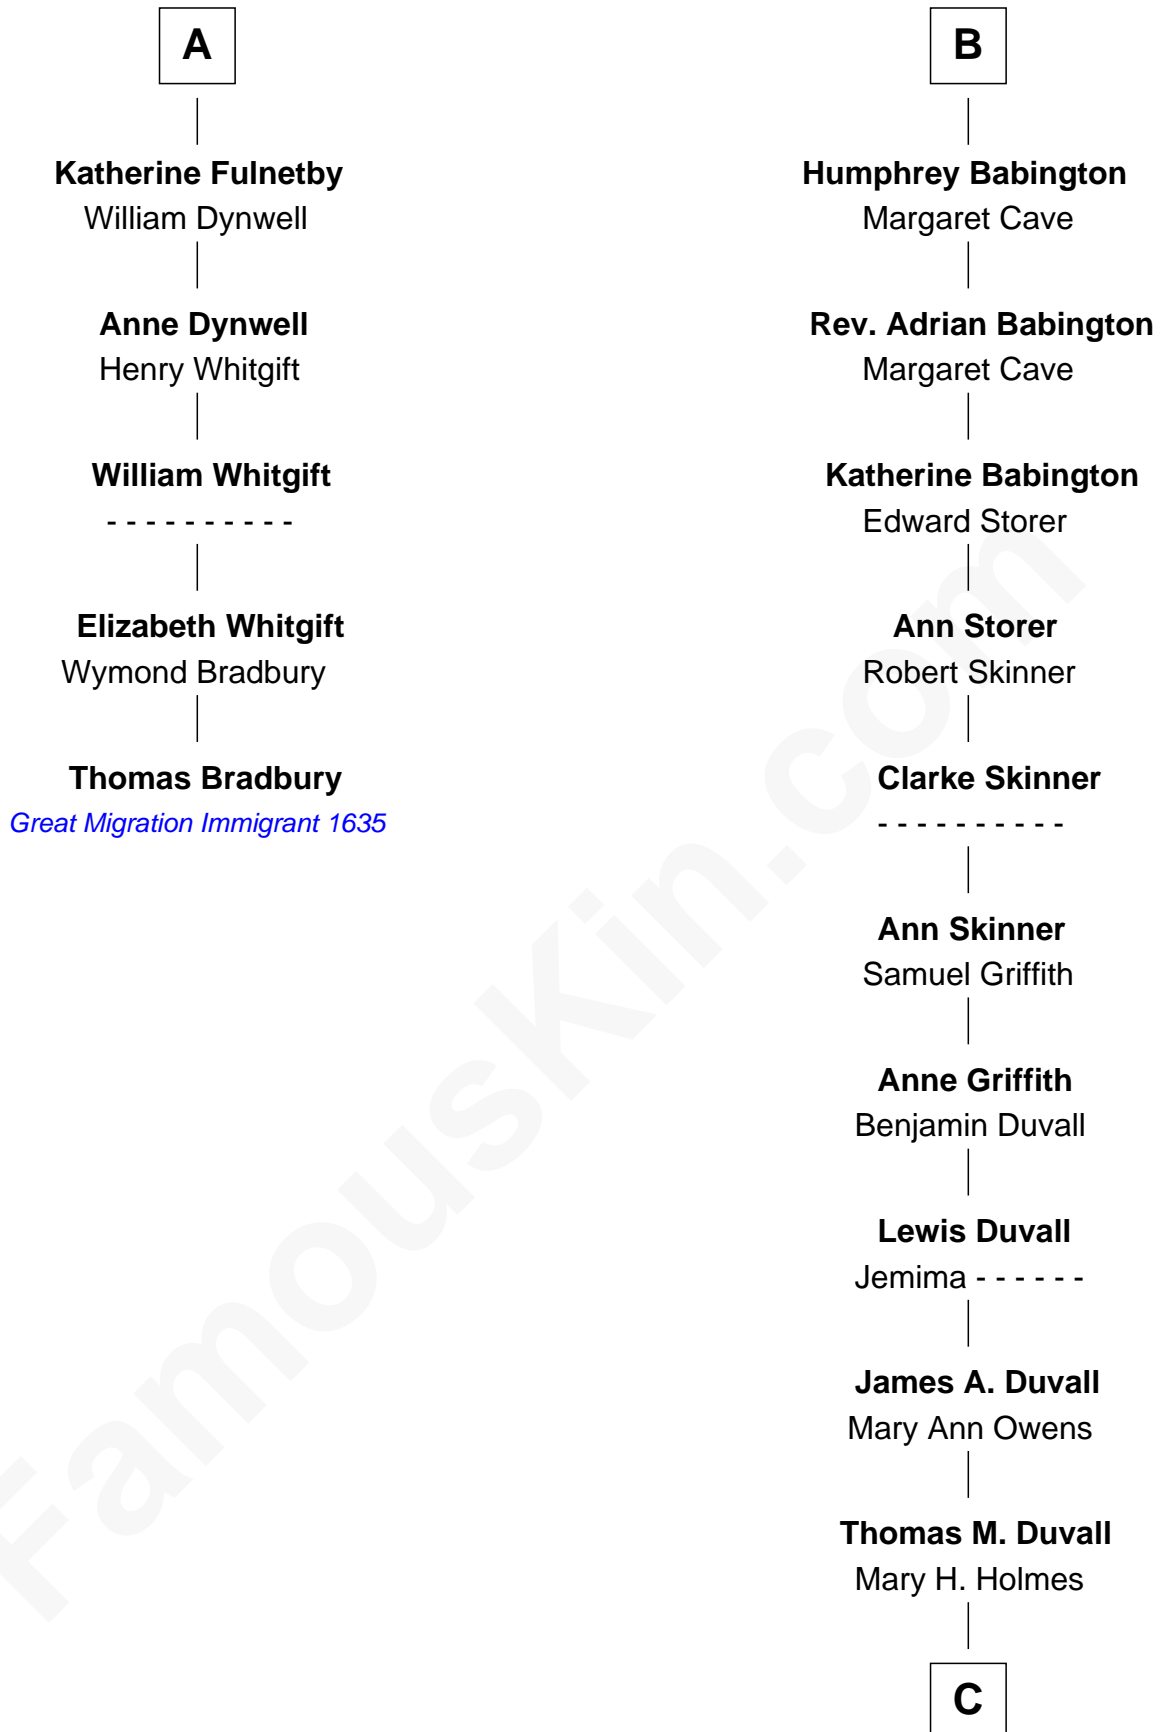 A
Katherine Fulnetby
William Dynwell
Anne Dynwell
Henry Whitgift
William Whitgift
- - - - - - - - - -
Elizabeth Whitgift
Wymond Bradbury
Thomas Bradbury
Great Migration Immigrant 1635
B
Humphrey Babington
Margaret Cave
Rev. Adrian Babington
Margaret Cave
Katherine Babington
Edward Storer
Ann Storer
Robert Skinner
Clarke Skinner
- - - - - - - - - -
Ann Skinner
Samuel Griffith
Anne Griffith
Benjamin Duvall
Lewis Duvall
Jemima - - - - - -
James A. Duvall
Mary Ann Owens
Thomas M. Duvall
Mary H. Holmes
C
FamousKin.com